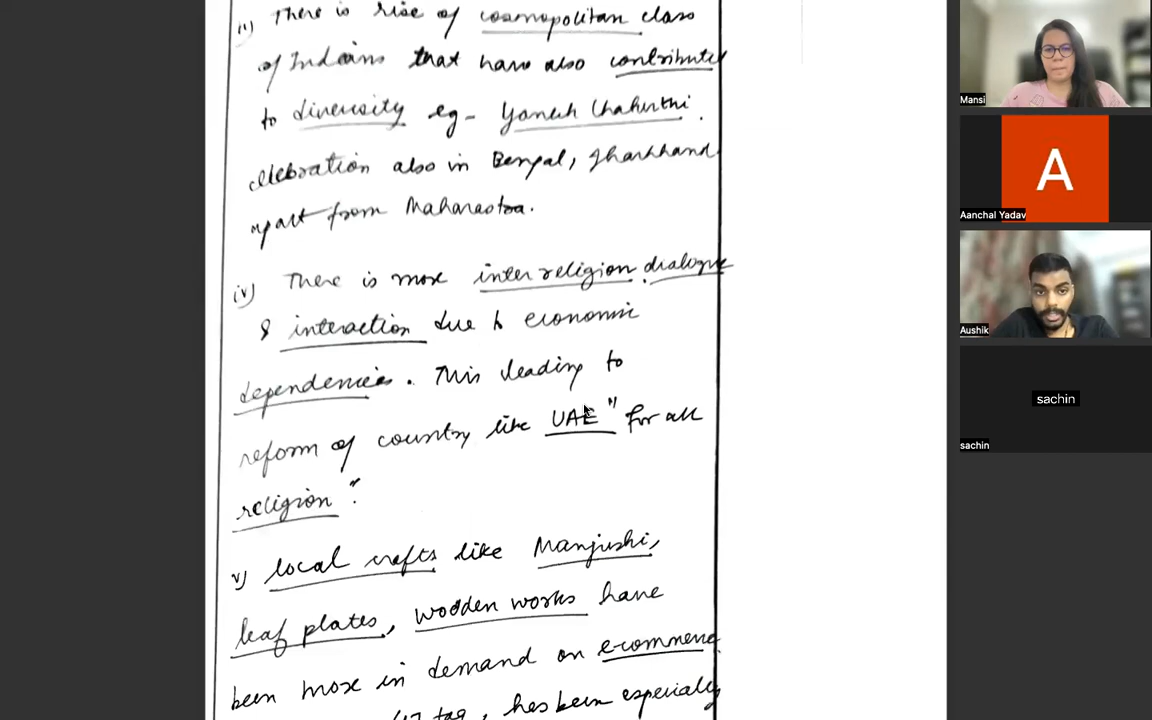 There is rise of cosmopolitan class
of Indians that have also contributed
to diversity eg - Ganesh Chaturthi
celebration also in Bengal, Jharkhand
apart from Maharastra.
iv) There is more inter religion dialogue
& interaction due to economic
dependencies. This leading to
reform of country like UAE "for all
religion".
v) local crafts like Manjushi,
leaf plates, wooden works have
been more in demand on e-commerce
tag, has been especially
Mansi
A
Aanchal Yadav
Aushik
sachin
sachin